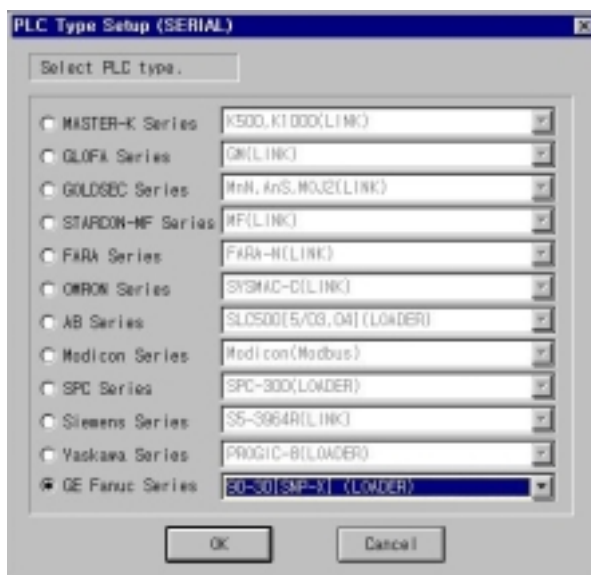 PLC Type Setup (SERIAL)
Select PLC type.
MASTER-K Series K500,K1000(LINK)
GLOFA Series GM(LINK)
GOLDSEC Series MnN,AnS,MOJ2(LINK)
STARCON-MF Series MF(LINK)
FARA Series FARA-N(LINK)
OMRON Series SYSMAC-C(LINK)
AB Series SLC500[5/03,04](LOADER)
Modicon Series Modicon(Modbus)
SPC Series SPC-300(LOADER)
Siemens Series S5-3964R(LINK)
Yaskawa Series PROGIC-8(LOADER)
GE Fanuc Series 90-30[SNP-X] (LOADER)
OK Cancel